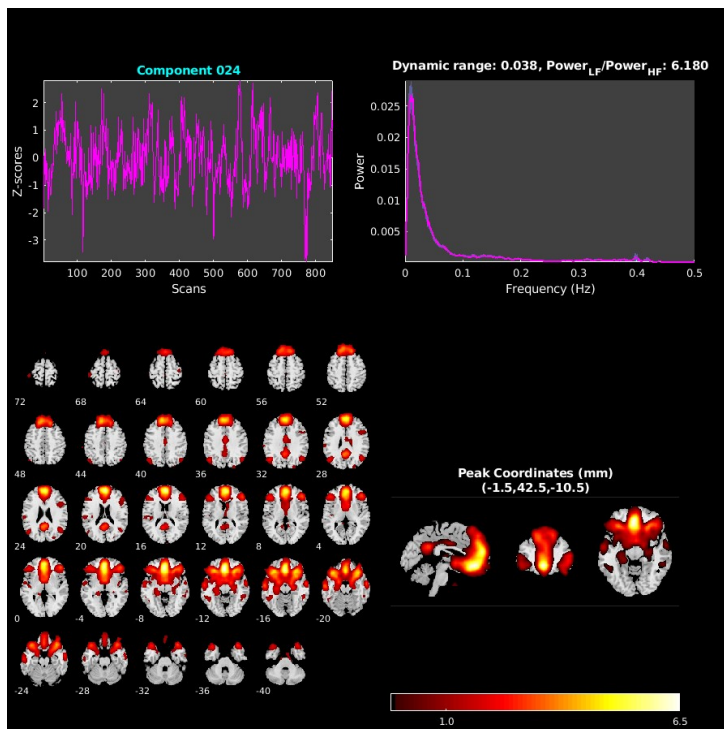 Component 024
Z-scores
2
1
0
-1
-2
-3
100 200 300 400 500 600 700 800
Scans
Dynamic range: 0.038, Power_LF/Power_HF: 6.180
Power
0.025
0.02
0.015
0.01
0.005
0 0.1 0.2 0.3 0.4 0.5
Frequency (Hz)
72 68 64 60 56 52
48 44 40 36 32 28
24 20 16 12 8 4
0 -4 -8 -12 -16 -20
-24 -28 -32 -36 -40
Peak Coordinates (mm)
(-1.5,42.5,-10.5)
1.0 6.5